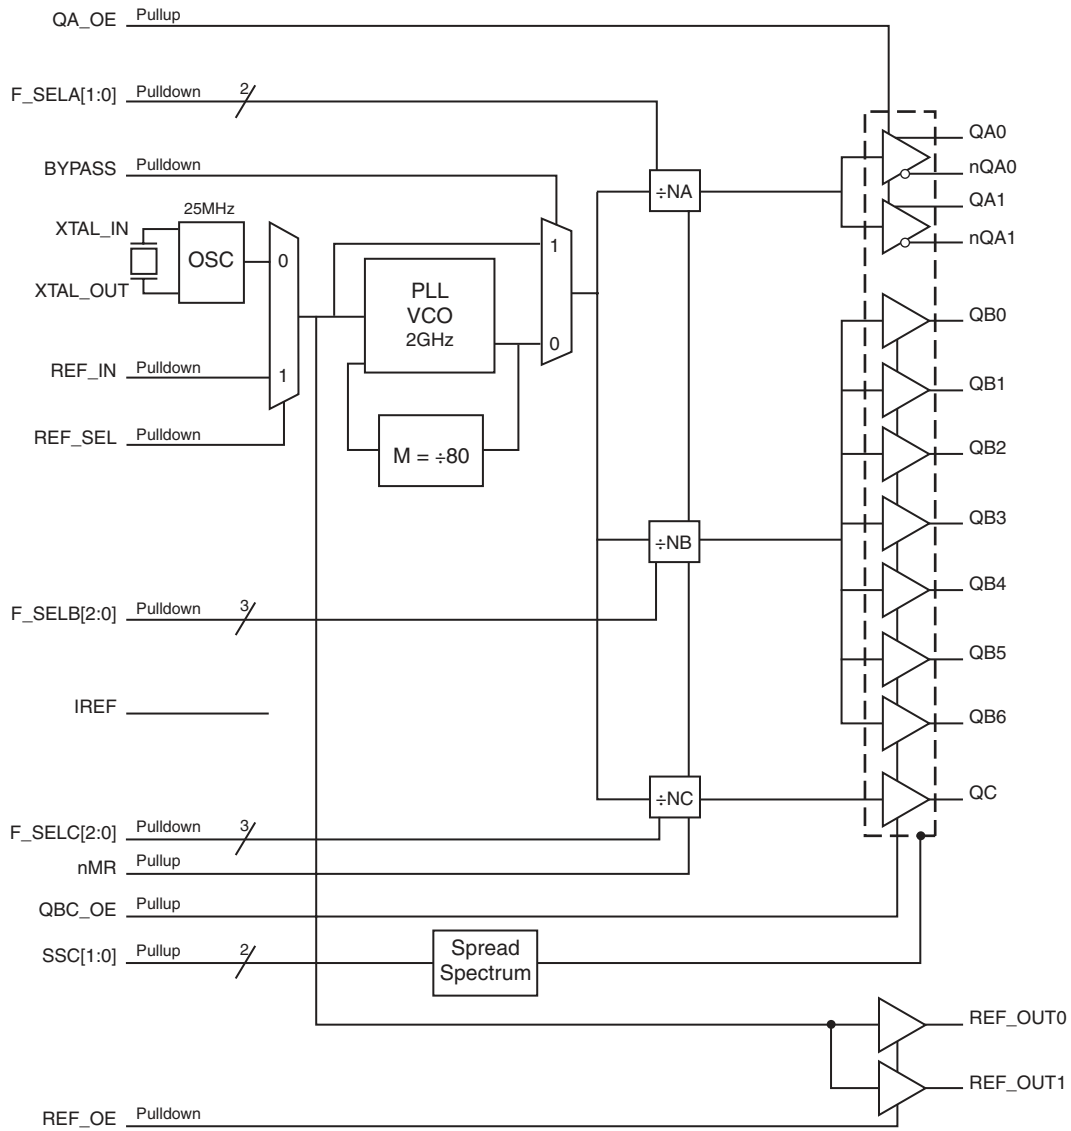 QA_OE Pullup
F_SELA[1:0] Pulldown 2
BYPASS Pulldown
25MHz
XTAL_IN
OSC
XTAL_OUT
0
1
REF_IN Pulldown
REF_SEL Pulldown
PLL
VCO
2GHz
M = ÷80
1
0
÷NA
÷NB
÷NC
QA0
nQA0
QA1
nQA1
QB0
QB1
QB2
QB3
QB4
QB5
QB6
QC
F_SELB[2:0] Pulldown 3
IREF
F_SELC[2:0] Pulldown 3
nMR Pullup
QBC_OE Pullup
SSC[1:0] Pullup 2
Spread
Spectrum
REF_OUT0
REF_OUT1
REF_OE Pulldown